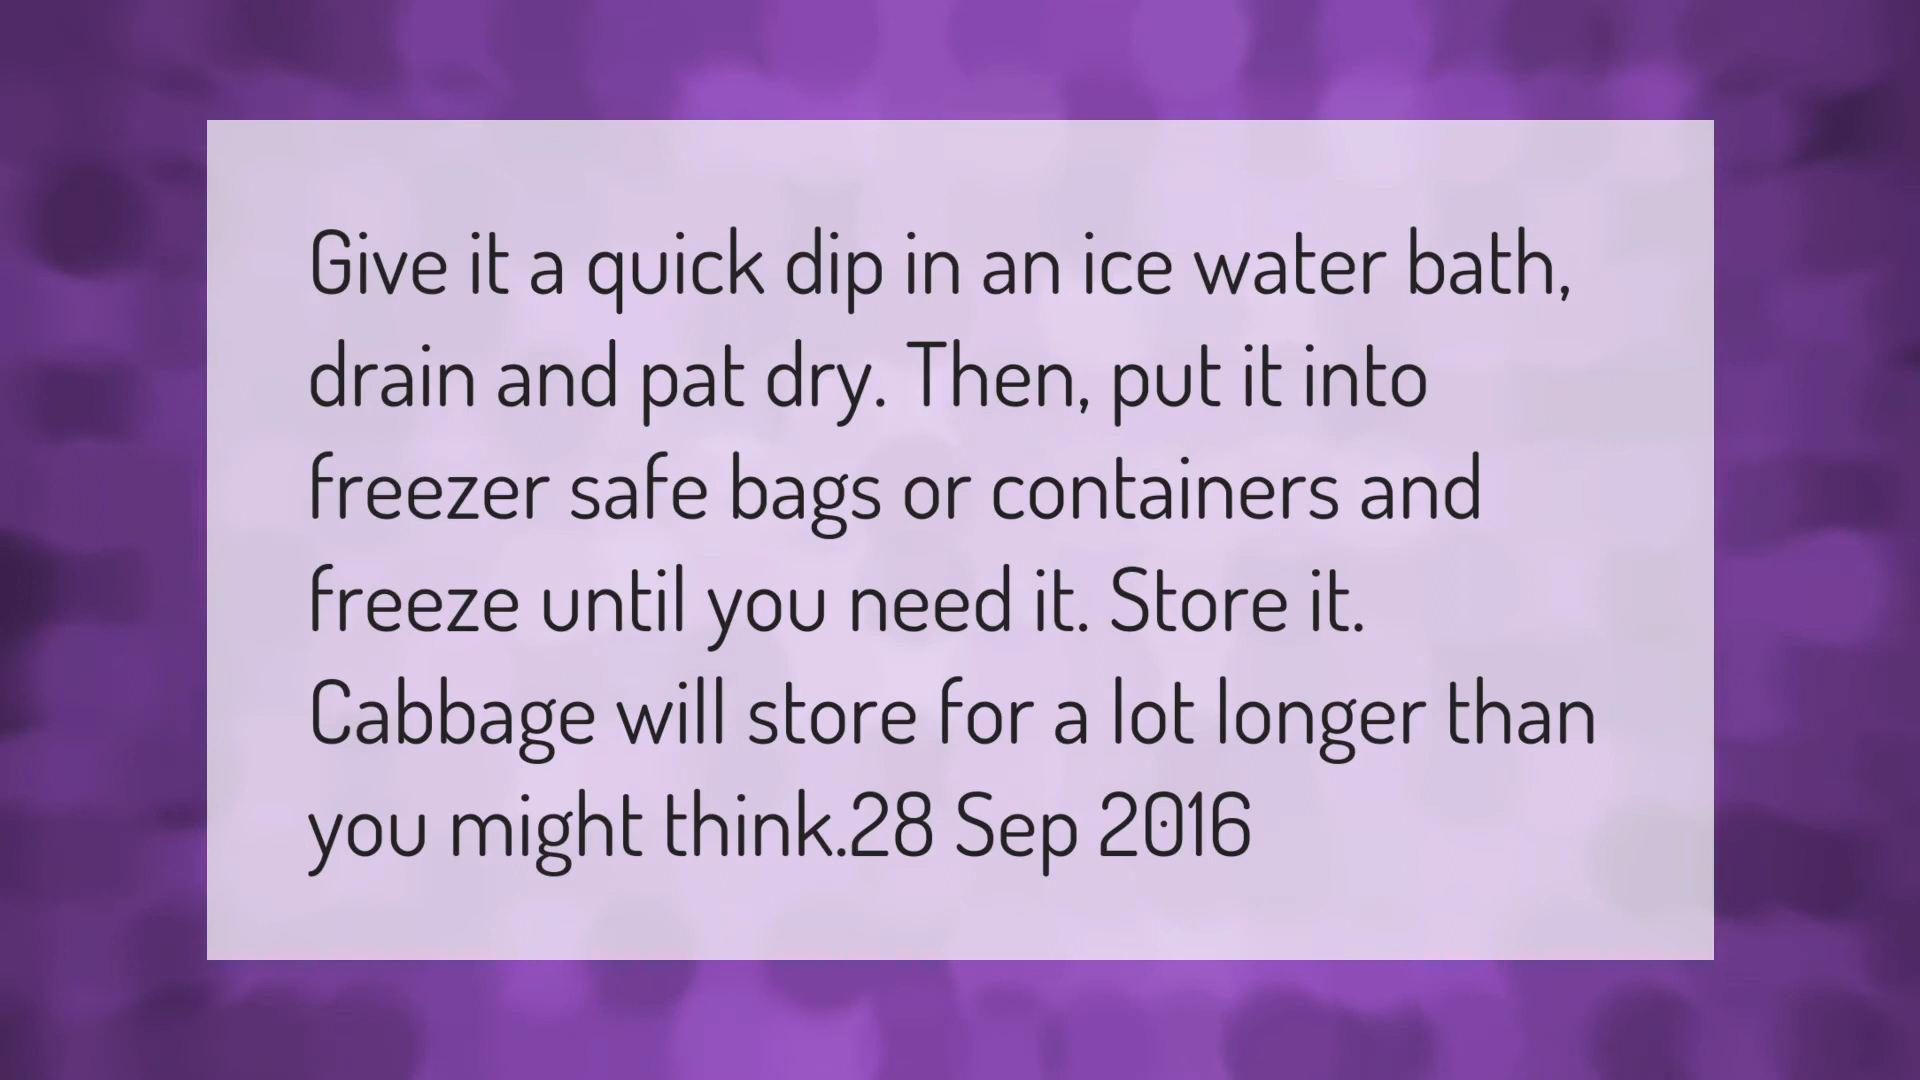 Give it a quick dip in an ice water bath,
drain and pat dry. Then, put it into
freezer safe bags or containers and
freeze until you need it. Store it.
Cabbage will store for a lot longer than
you might think.28 Sep 2016